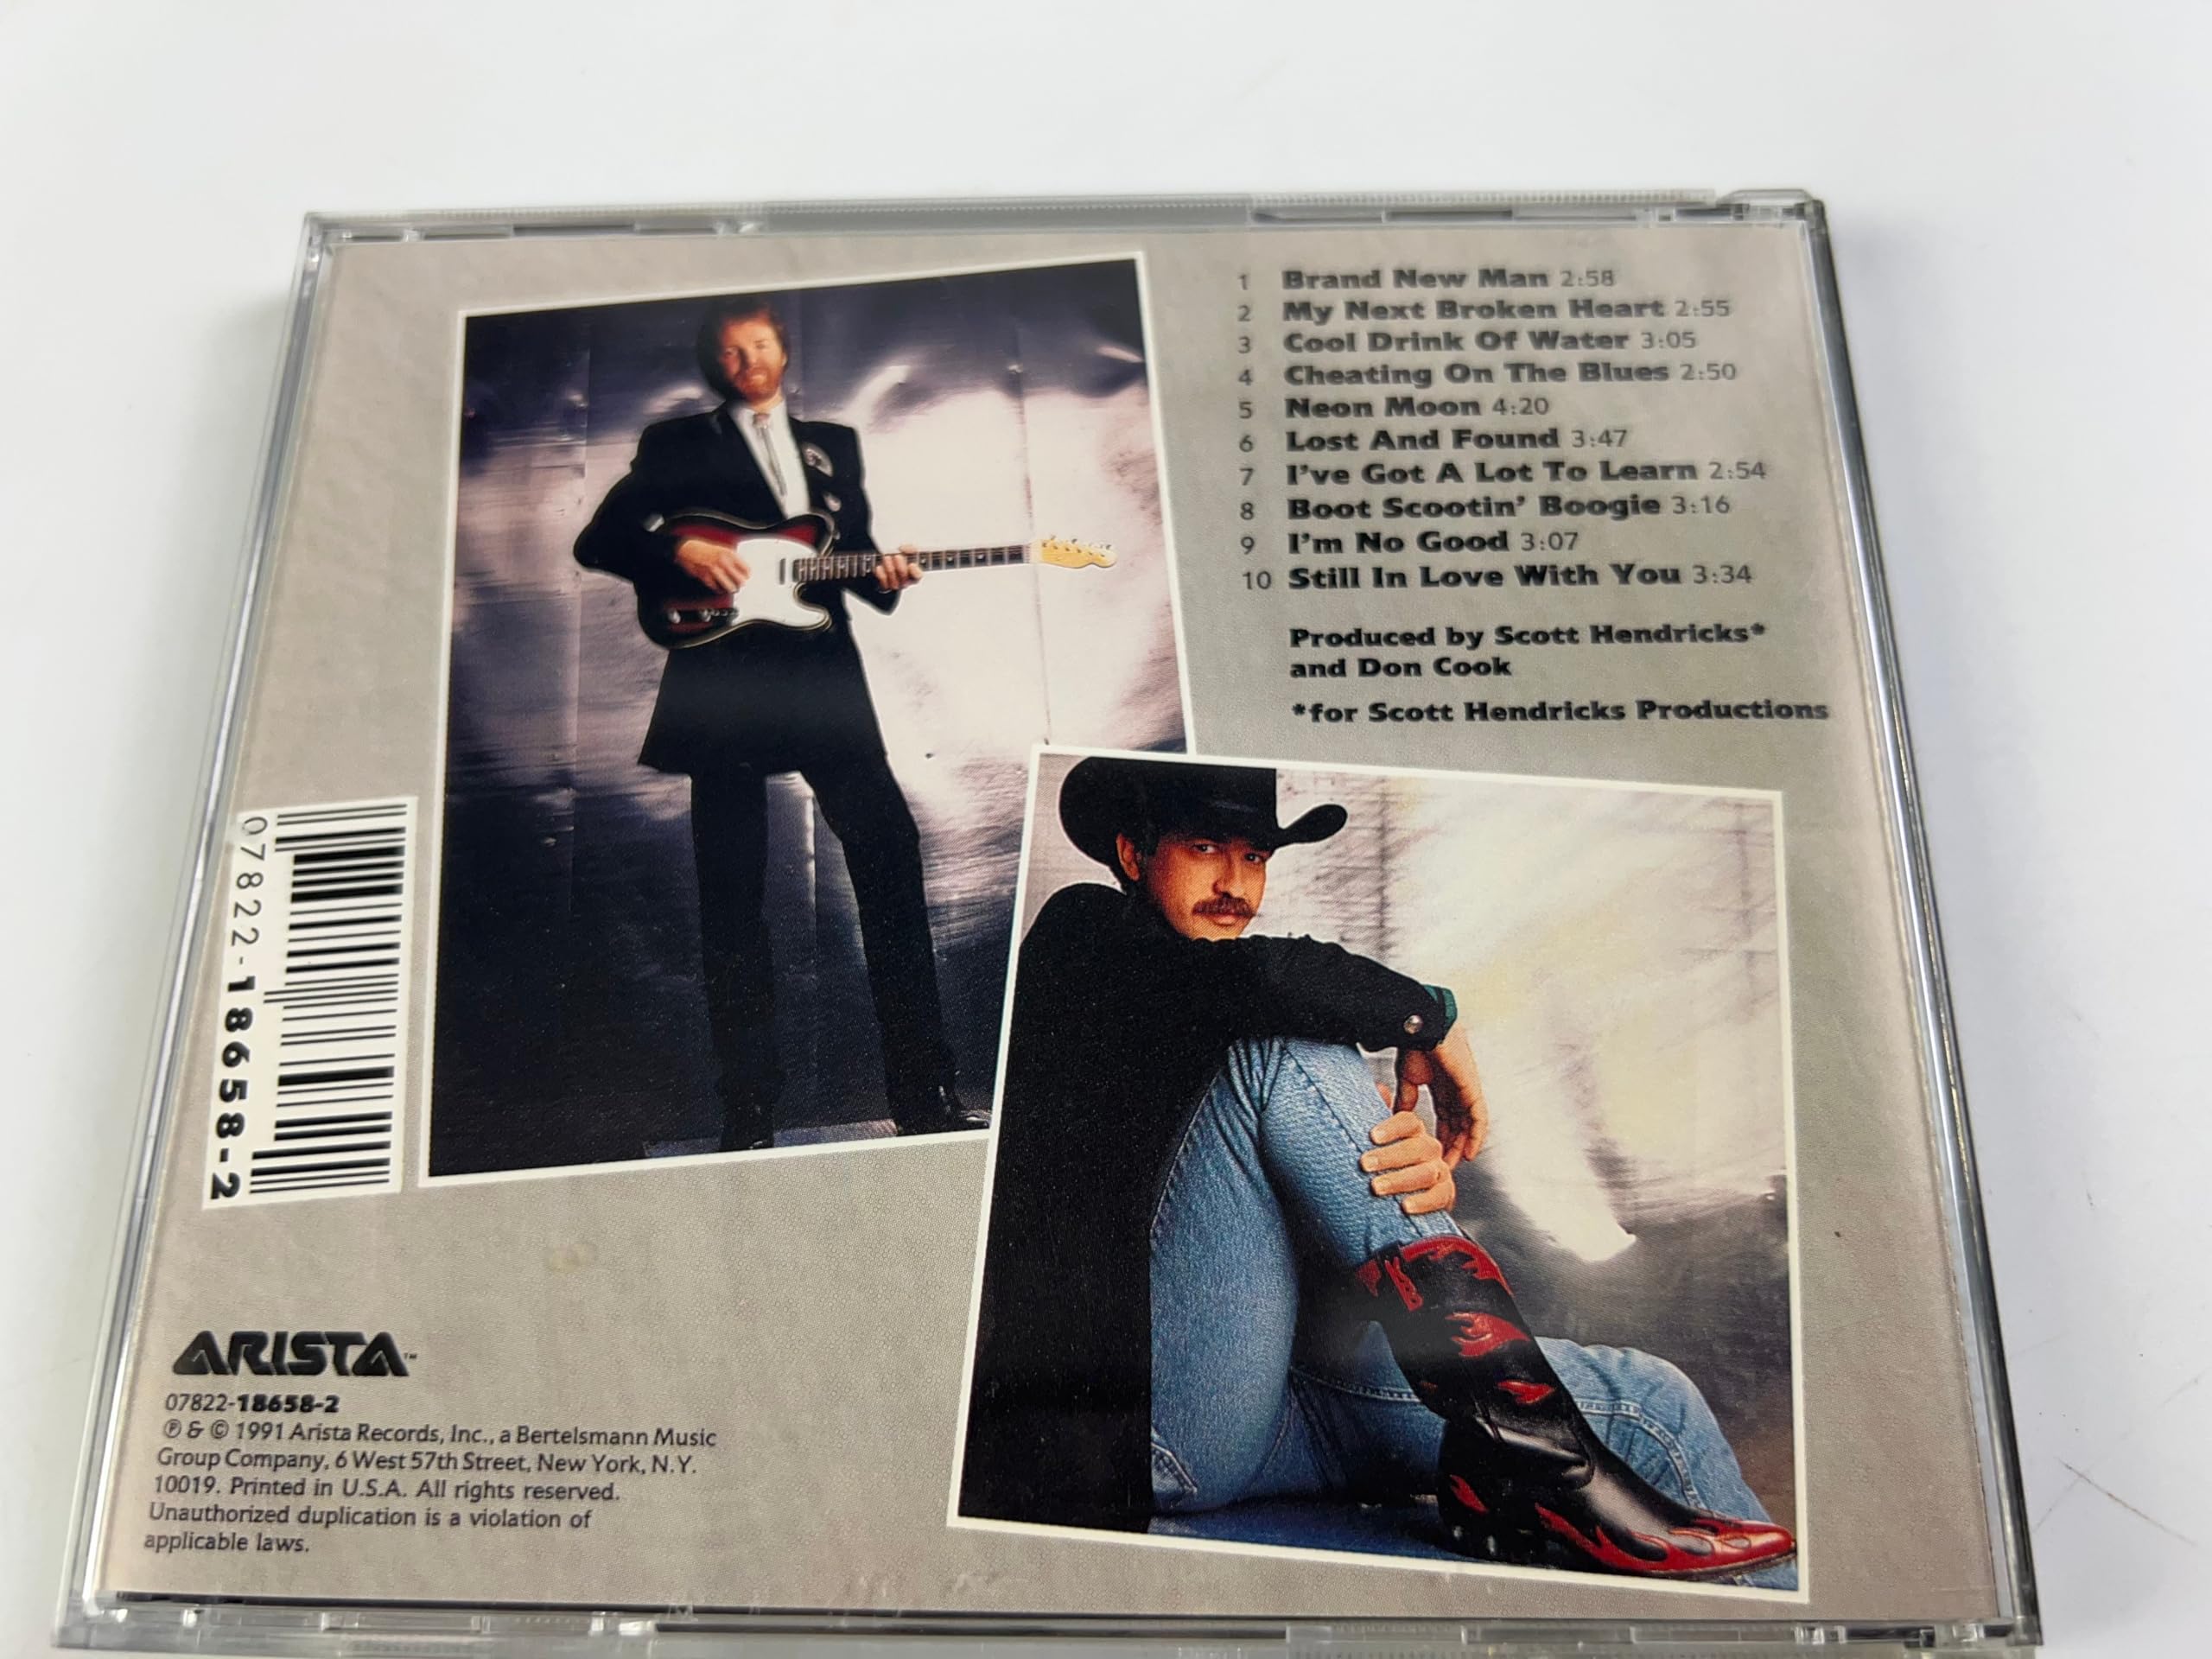 1 Brand New Man 2:58
2 My Next Broken Heart 2:55
3 Cool Drink Of Water 3:05
4 Cheating On The Blues 2:50
5 Neon Moon 4:20
6 Lost And Found 3:47
7 I've Got A Lot To Learn 2:54
8 Boot Scootin' Boogie 3:16
9 I'm No Good 3:07
10 Still In Love With You 3:34
Produced by Scott Hendricks*
and Don Cook
*for Scott Hendricks Productions
07822-18658-2
ARISTA™
07822-18658-2
℗ & © 1991 Arista Records, Inc., a Bertelsmann Music
Group Company, 6 West 57th Street, New York, N.Y.
10019. Printed in U.S.A. All rights reserved.
Unauthorized duplication is a violation of
applicable laws.